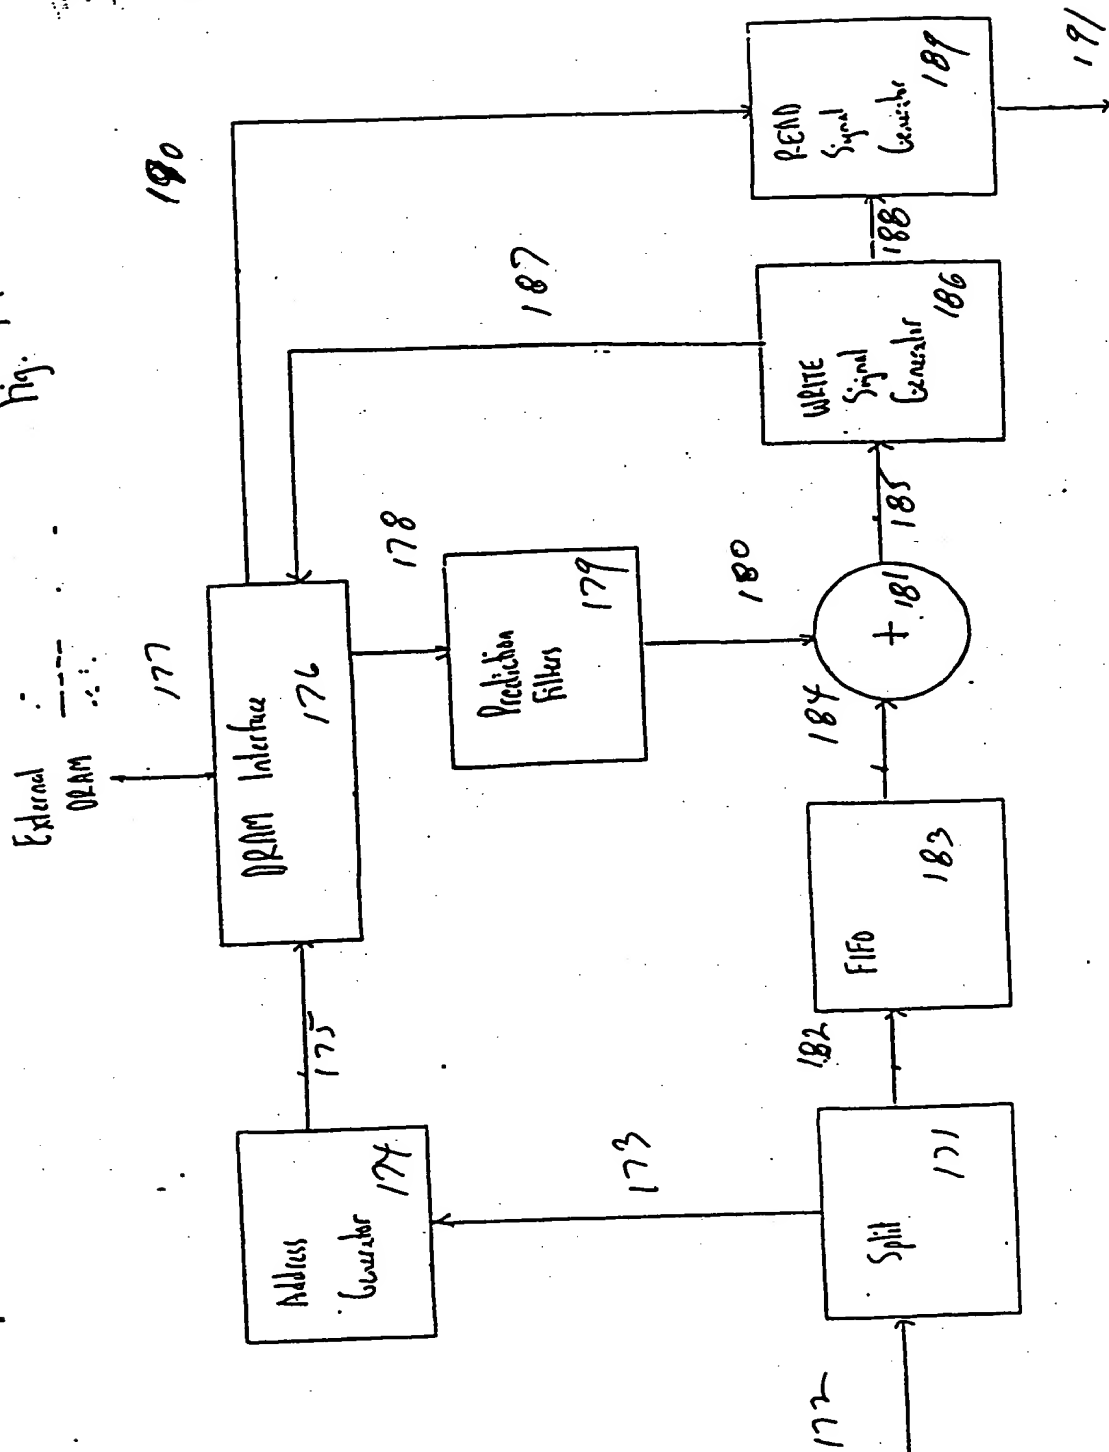 Fig.
External
DRAM
177
190
DRAM Interface
176
175
Address
Generator
174
178
187
Prediction
Filters
179
173
180
READ
Signal
Generator
189
188
191
WRITE
Signal
Generator
186
185
+
181
184
FIFO
183
182
Split
171
172